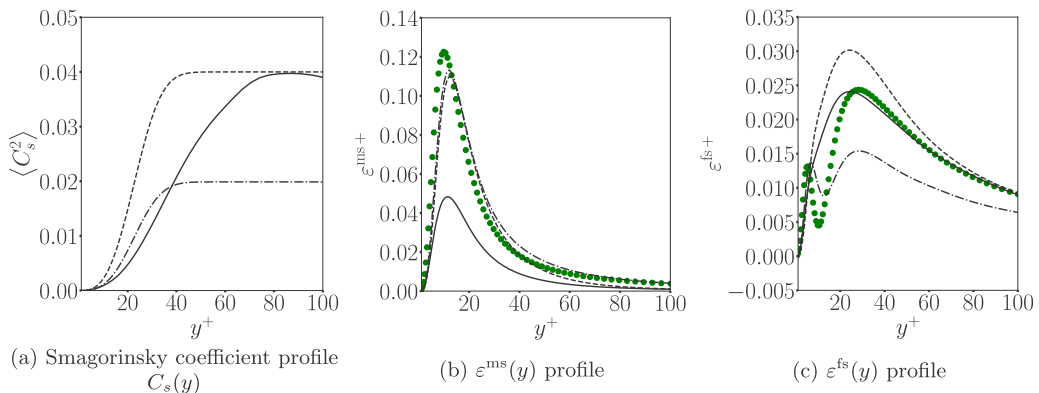 0.05
0.04
0.03
0.02
0.01
0.00
⟨C_s^2⟩
20 40 60 80 100
y^+
(a) Smagorinsky coefficient profile
C_s(y)
0.14
0.12
0.10
0.08
0.06
0.04
0.02
0.00
ε^{ms+}
20 40 60 80 100
y^+
(b) ε^{ms}(y) profile
0.035
0.030
0.025
0.020
0.015
0.010
0.005
0.000
−0.005
ε^{fs+}
20 40 60 80 100
y^+
(c) ε^{fs}(y) profile